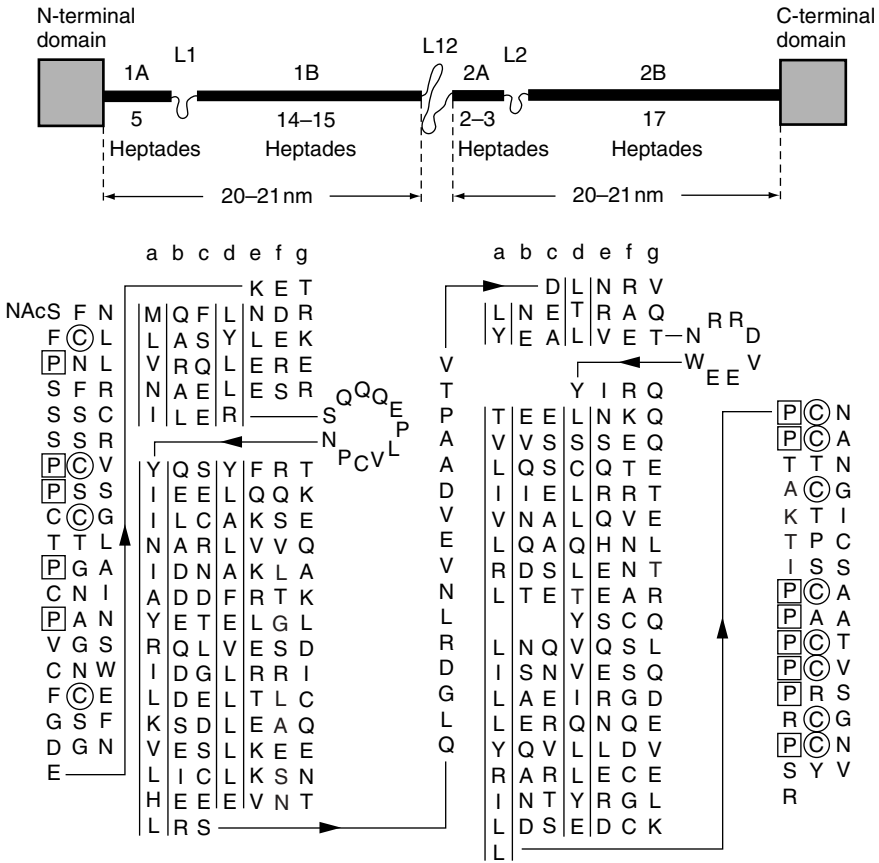 N-terminal domain
C-terminal domain
1A L1 1B L12 2A L2 2B
5 14–15 2–3 17
Heptades Heptades Heptades Heptades
20–21 nm 20–21 nm
NAcS F N
F C L
P N L
S F R
S S C
S S R
P C V
P S S
C C G
T T L
P G A
C N I
P A N
V G S
C N W
F C E
G S F
D G N
E
a b c d e f g
K E T
M Q F L N D R
L A S Y L E K
V R Q L E R E
N A E L E S R
I L E R
S Q Q Q E P L V C P N
Y Q S Y F R T
I E E L Q Q K
I L C A K S E
N A R L V V Q
I D N A K L A
A D D F R T K
Y E T E L G L
R Q L V E S D
I D G L R R I
L D E L T L C
K S D L E A Q
V E S L K E E
L I C L K S N
H E E E V N T
L R S
V
T
P
A
A
D
V
E
V
N
L
R
D
G
L
Q
a b c d e f g
D L N R V
L N E T R A Q
Y E A L V E T
N R R D V E E W
Y I R Q
T E E L N K Q
V V S S S E Q
L Q S C Q T E
I I E L R R T
V N A L Q V E
L Q A Q H N L
R D S L E N T
L T E T E A R
Y S C Q
L N Q V Q S L
I S N V E S Q
L A E I R G D
L E R Q N Q E
Y Q V L L D V
R A R L E C E
I N T Y R G L
L D S E D C K
L
P C N
P C A
T T N
A C G
K T I
T P C
I S S
P C A
P A A
P C T
P C V
P R S
R C G
P C N
S Y V
R